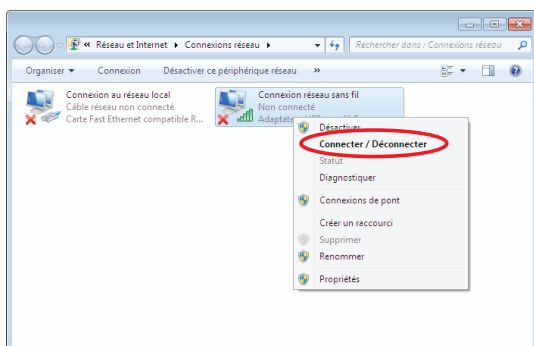 « Réseau et Internet ▸ Connexions réseau ▸
Rechercher dans : Connexions réseau
Organiser ▾ Connexion Désactiver ce périphérique réseau »
Connexion au réseau local
Câble réseau non connecté
Carte Fast Ethernet compatible R...
Connexion réseau sans fil
Non connecté
Adaptate
Désactiver
Connecter / Déconnecter
Statut
Diagnostiquer
Connexions de pont
Créer un raccourci
Supprimer
Renommer
Propriétés